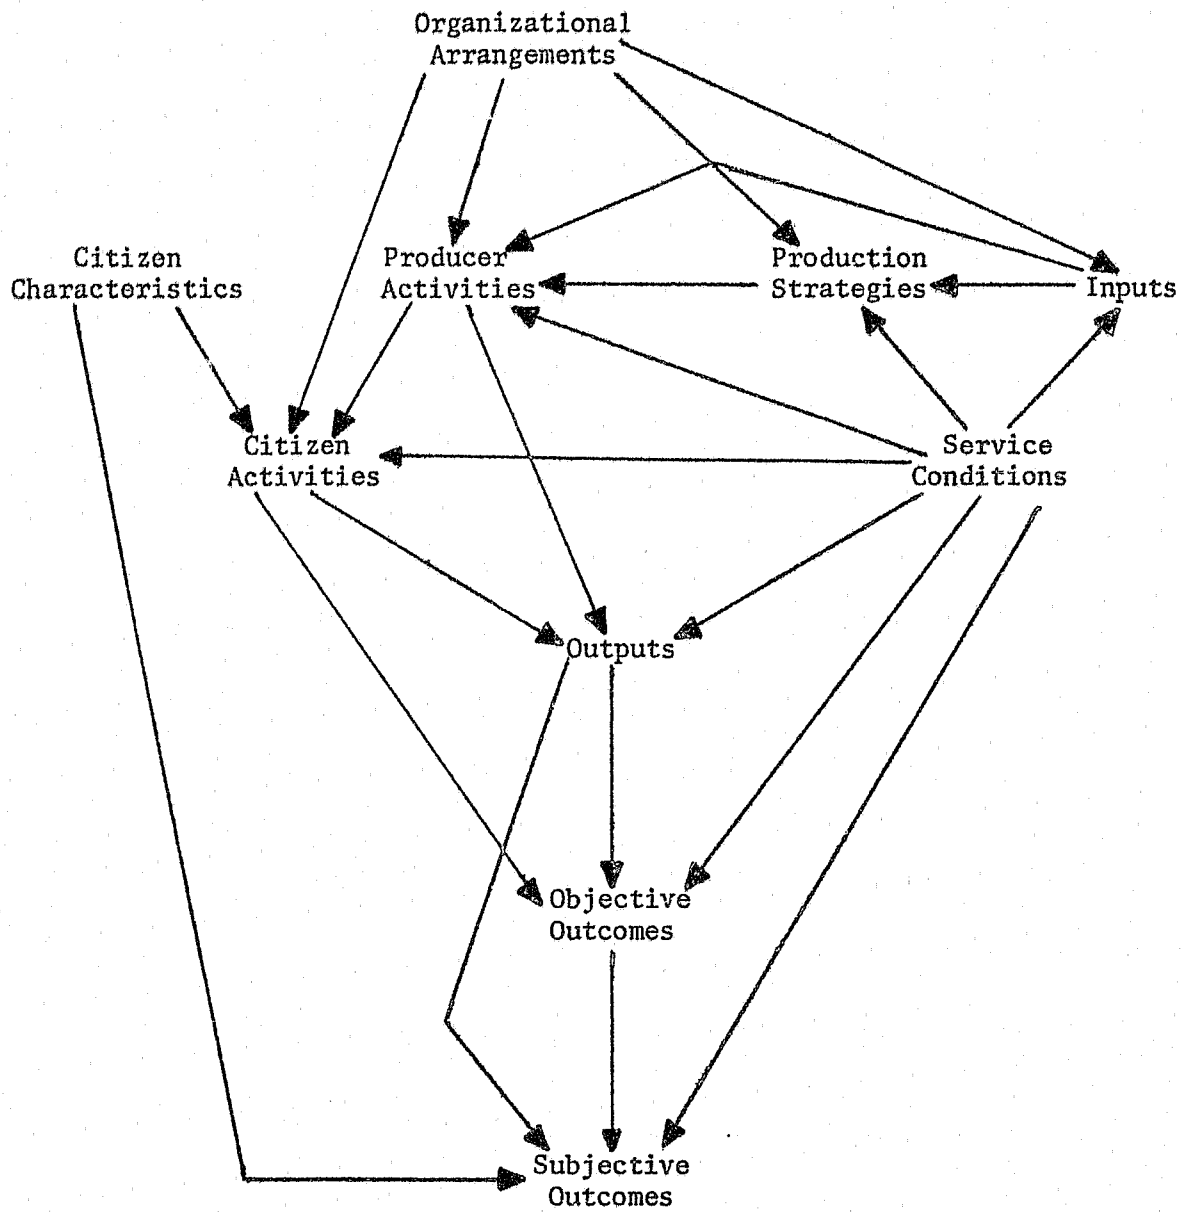 Organizational
Arrangements
Citizen
Characteristics
Producer
Activities
Production
Strategies
Inputs
Citizen
Activities
Service
Conditions
Outputs
Objective
Outcomes
Subjective
Outcomes